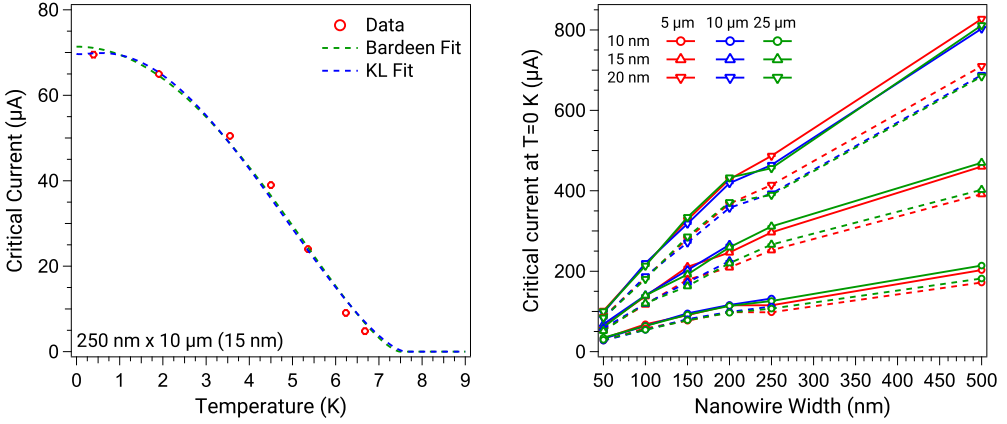 80
60
40
20
0
Critical Current (µA)
Data
Bardeen Fit
KL Fit
250 nm x 10 µm (15 nm)
0 1 2 3 4 5 6 7 8 9
Temperature (K)
800
600
400
200
0
Critical current at T=0 K (µA)
5 µm 10 µm 25 µm
10 nm
15 nm
20 nm
50 100 150 200 250 300 350 400 450 500
Nanowire Width (nm)